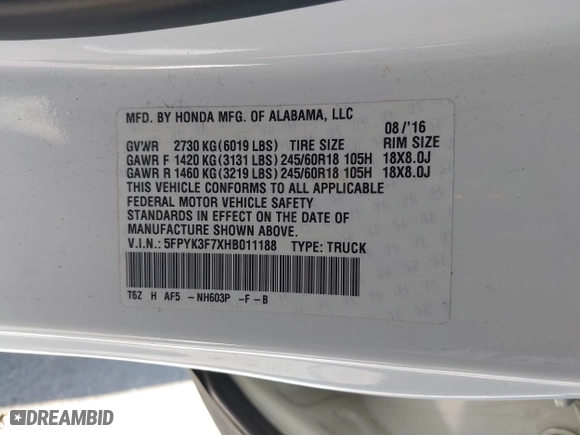 MFD. BY HONDA MFG. OF ALABAMA, LLC
08/'16
GVWR 2730 KG(6019 LBS) TIRE SIZE RIM SIZE
GAWR F 1420 KG(3131 LBS) 245/60R18 105H 18X8.0J
GAWR R 1460 KG(3219 LBS) 245/60R18 105H 18X8.0J
THIS VEHICLE CONFORMS TO ALL APPLICABLE
FEDERAL MOTOR VEHICLE SAFETY
STANDARDS IN EFFECT ON THE DATE OF
MANUFACTURE SHOWN ABOVE.
V.I.N.: 5FPYK3F7XHB011188 TYPE: TRUCK
T6Z H AF5 -NH603P -F-B
DREAMBID